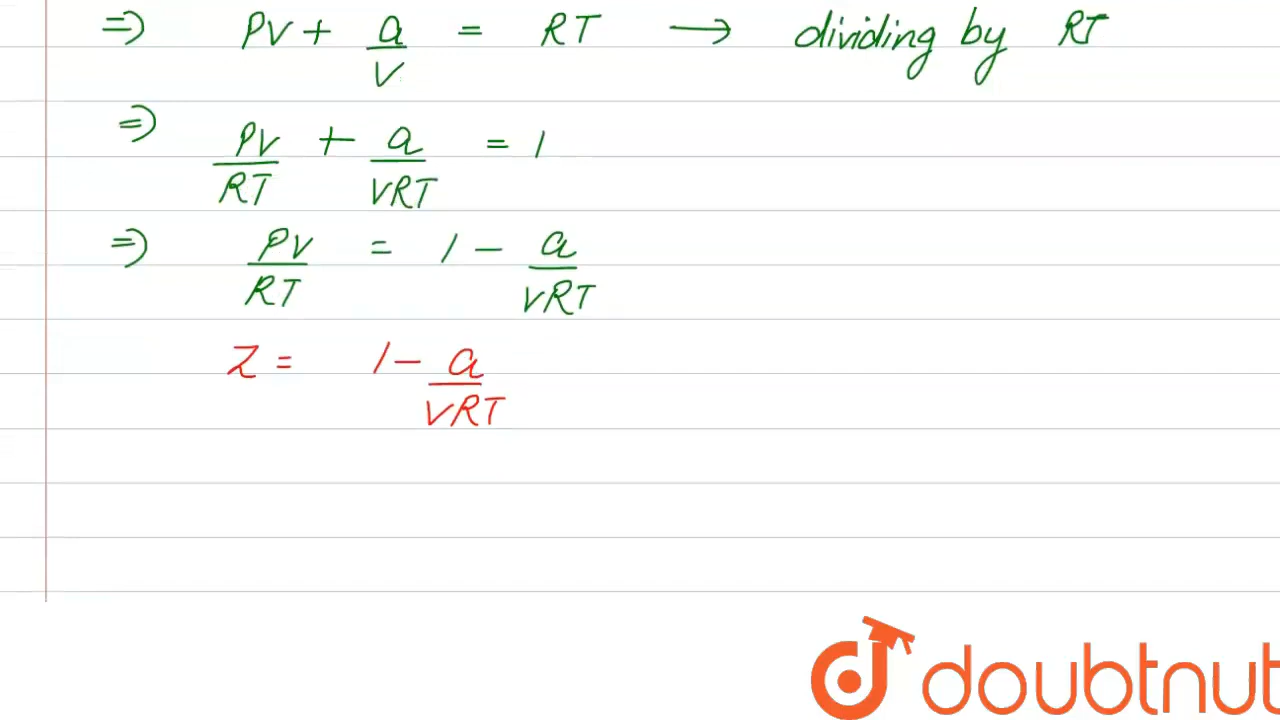 ⇒ PV + a/V = RT → dividing by RT
⇒ PV/RT + a/VRT = 1
⇒ PV/RT = 1 - a/VRT
Z = 1 - a/VRT
doubtnut